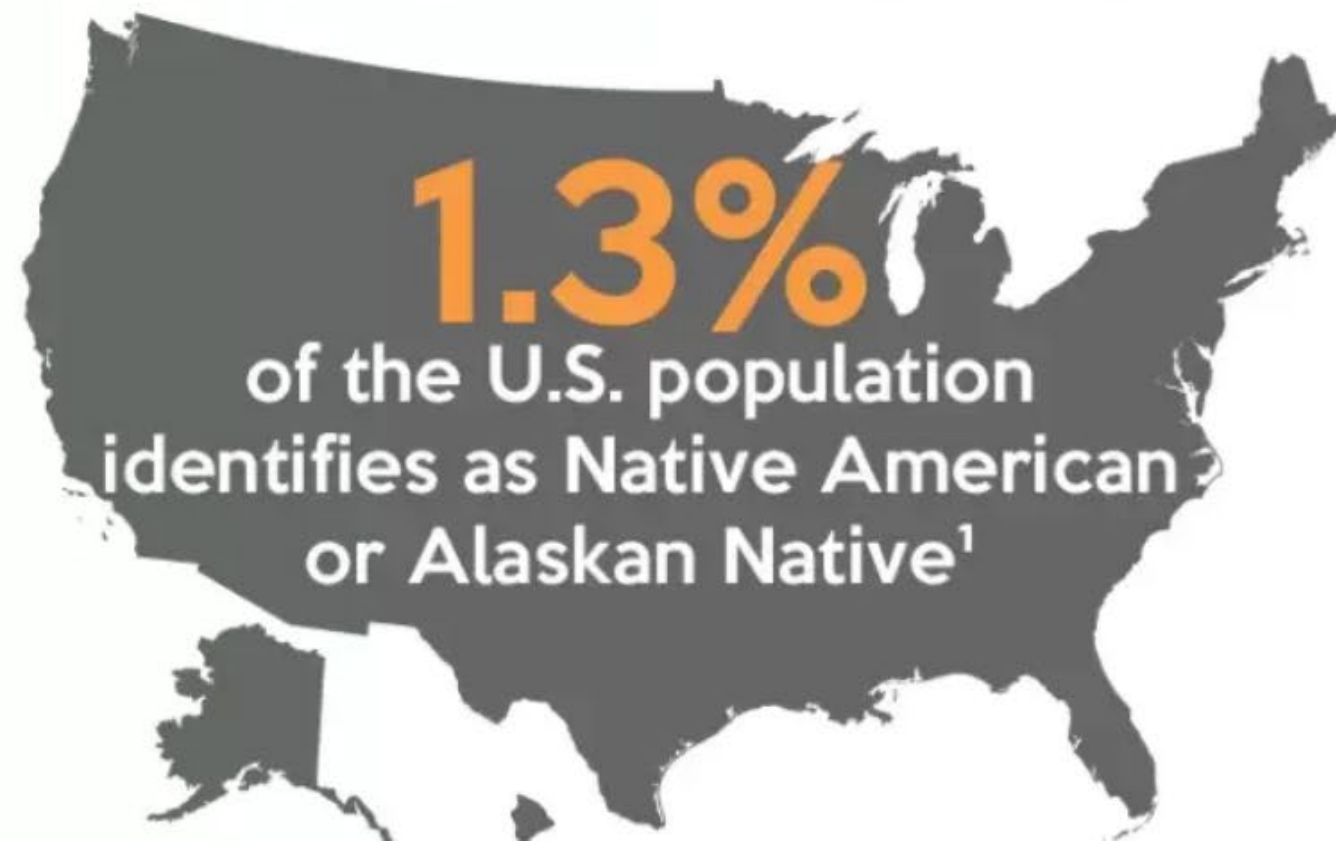 1.3%
of the U.S. population
identifies as Native American
or Alaskan Native¹